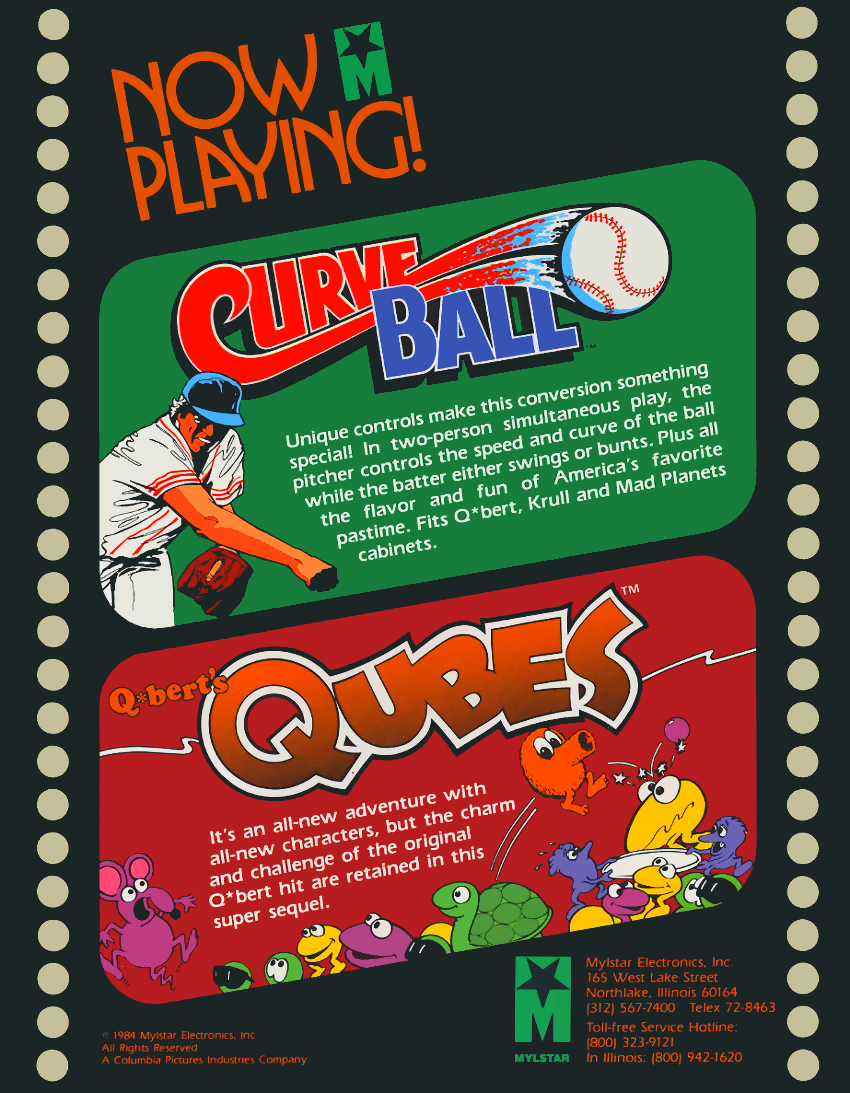 NOW
PLAYING!
M
CURVE
BALL™
Unique controls make this conversion something
special! In two-person simultaneous play, the
pitcher controls the speed and curve of the ball
while the batter either swings or bunts. Plus all
the flavor and fun of America's favorite
pastime. Fits Q*bert, Krull and Mad Planets
cabinets.
Q*bert's
QUBES™
It's an all-new adventure with
all-new characters, but the charm
and challenge of the original
Q*bert hit are retained in this
super sequel.
© 1984 Mylstar Electronics, Inc
All Rights Reserved
A Columbia Pictures Industries Company
M
MYLSTAR
Mylstar Electronics, Inc.
165 West Lake Street
Northlake, Illinois 60164
(312) 567-7400 Telex 72-8463
Toll-free Service Hotline:
(800) 323-9121
In Illinois: (800) 942-1620